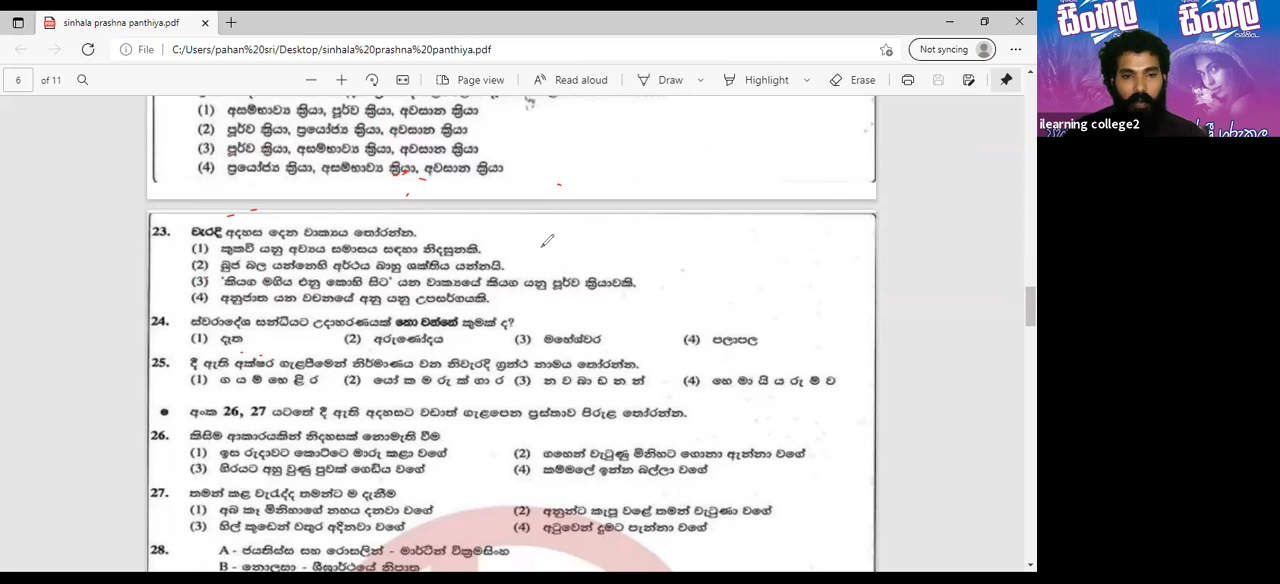 sinhala prashna panthiya.pdf
සිංහල
සිංහල
File
C:/Users/pahan%20sri/Desktop/sinhala%20prashna%20panthiya.pdf
Not syncing
6 of 11
Page view
Read aloud
Draw
Highlight
Erase
ilearning college2
(1) අසම්භාව්‍ය ක්‍රියා, පූර්ව ක්‍රියා, අවසාන ක්‍රියා
(2) පූර්ව ක්‍රියා, ප්‍රයෝජ්‍ය ක්‍රියා, අවසාන ක්‍රියා
(3) පූර්ව ක්‍රියා, අසම්භාව්‍ය ක්‍රියා, අවසාන ක්‍රියා
(4) ප්‍රයෝජ්‍ය ක්‍රියා, අසම්භාව්‍ය ක්‍රියා, අවසාන ක්‍රියා
23. වැරදි අදහස දෙන වාක්‍යය තෝරන්න.
(1) කුකවි යනු අව්‍යය සමාසය සඳහා නිදසුනකි.
(2) බුජ බල යන්නෙහි අර්ථය බාහු ශක්තිය යන්නයි.
(3) 'කියග මගිය එනු කොහි සිට' යන වාක්‍යයේ කියග යනු පූර්ව ක්‍රියාවකි.
(4) අනුජාත යන වචනයේ අනු යනු උපසර්ගයකි.
24. ස්වරාදේශ සන්ධියට උදාහරණයක් නො වන්නේ කුමක් ද?
(1) දෑත (2) අරුණෝදය (3) මහේශ්වර (4) පලාපල
25. දී ඇති අක්ෂර ගැළපීමෙන් නිර්මාණය වන නිවැරදි ග්‍රන්ථ නාමය තෝරන්න.
(1) ග ය ම් හෙ ළි ර (2) යෝ ක ම රු ක් ගා ර (3) න ව බා ඩ න ත් (4) හෙ මා යි ය රු ම් ව
● අංක 26, 27 යටතේ දී ඇති අදහසට වඩාත් ගැළපෙන ප්‍රස්තාව පිරුළ තෝරන්න.
26. කිසිම ආකාරයකින් නිදහසක් නොමැති වීම
(1) ඉස රුදාවට කොට්ටෙ මාරු කළා වගේ (2) ගහෙන් වැටුණු මිනිහට ගොනා ඇන්නා වගේ
(3) ගිරයට අහු වුණු පුවක් ගෙඩිය වගේ (4) කම්මලේ ඉන්න බල්ලා වගේ
27. තමන් කළ වැරැද්ද තමන්ට ම දැනීම
(1) අබ කෑ මිනිහාගේ නහය දනවා වගේ (2) අනුන්ට කැපූ වළේ තමන් වැටුණා වගේ
(3) හිල් කූඩෙන් වතුර අදිනවා වගේ (4) අටුවෙන් දුමට පැන්නා වගේ
28. A - ජයතිස්ස සහ රොසලින් - මාර්ටින් වික්‍රමසිංහ
B - නොලසා - ශීඝ්‍රාර්ථයේ නිපාත